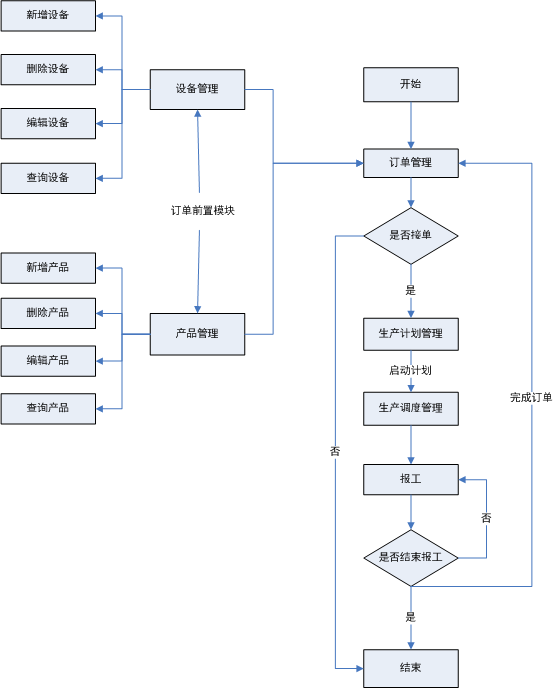 新增设备
删除设备
编辑设备
查询设备
设备管理
订单前置模块
新增产品
删除产品
编辑产品
查询产品
产品管理
开始
订单管理
是否接单
是
生产计划管理
启动计划
生产调度管理
报工
是否结束报工
是
结束
否
否
完成订单